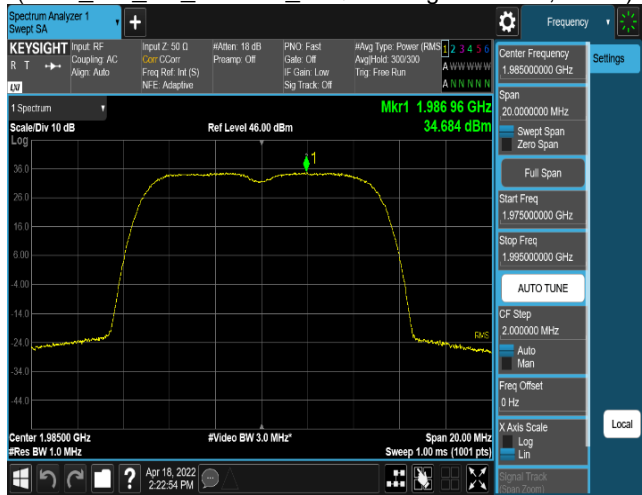 Spectrum Analyzer 1
Swept SA
Frequency
KEYSIGHT
R T
LXI
Input: RF
Coupling: AC
Align: Auto
Input Z: 50 Ω
Corr CCorr
Freq Ref: Int (S)
NFE: Adaptive
#Atten: 18 dB
Preamp: Off
PNO: Fast
Gate: Off
IF Gain: Low
Sig Track: Off
#Avg Type: Power (RMS
Avg|Hold: 300/300
Trig: Free Run
1 2 3 4 5 6
A W W W W W
A N N N N N
1 Spectrum
Scale/Div 10 dB
Log
Ref Level 46.00 dBm
Mkr1 1.986 96 GHz
34.684 dBm
1
36.0
26.0
16.0
6.00
-4.00
-14.0
-24.0
-34.0
-44.0
RMS
Center 1.98500 GHz
#Res BW 1.0 MHz
#Video BW 3.0 MHz*
Span 20.00 MHz
Sweep 1.00 ms (1001 pts)
Apr 18, 2022
2:22:54 PM
?
Center Frequency
1.985000000 GHz
Settings
Span
20.0000000 MHz
Swept Span
Zero Span
Full Span
Start Freq
1.975000000 GHz
Stop Freq
1.995000000 GHz
AUTO TUNE
CF Step
2.000000 MHz
Auto
Man
Freq Offset
0 Hz
X Axis Scale
Log
Lin
Local
Signal Track
(Span Zoom)